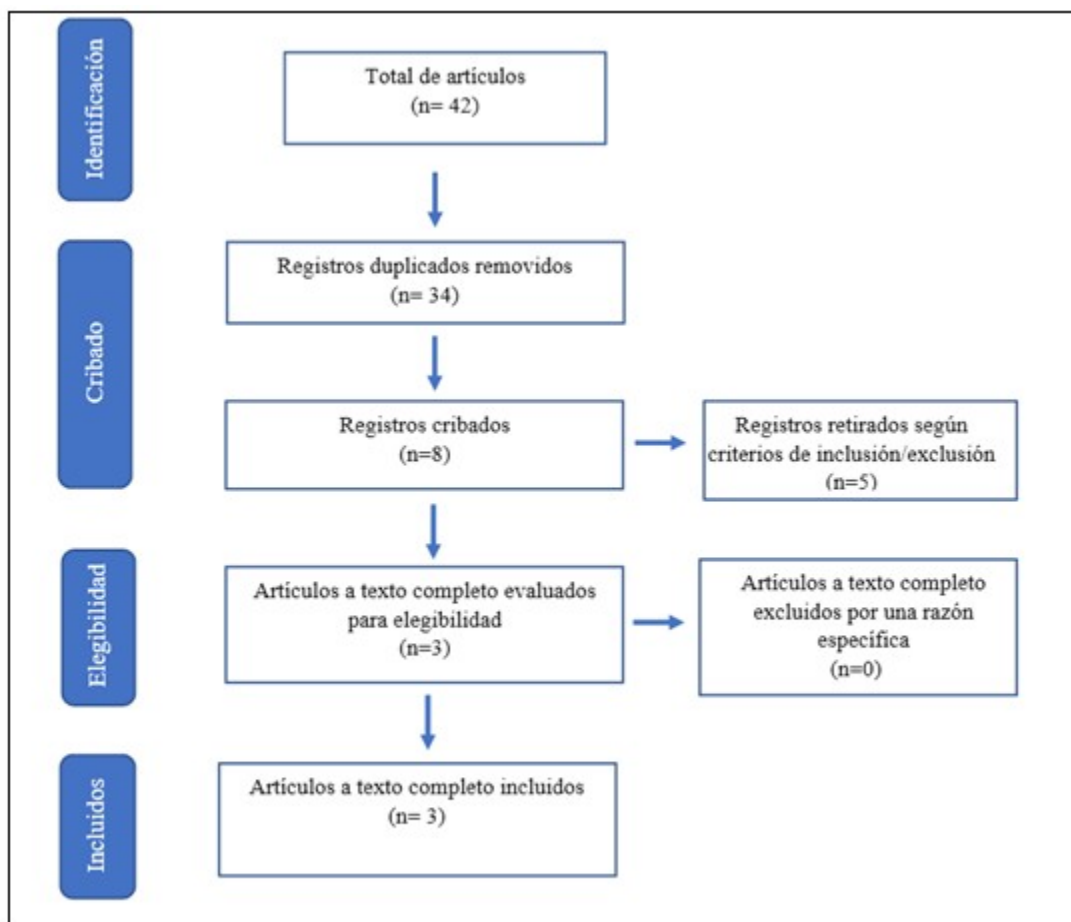 Identificación
Total de artículos
(n= 42)
Cribado
Registros duplicados removidos
(n= 34)
Registros cribados
(n=8)
Registros retirados según
criterios de inclusión/exclusión
(n=5)
Elegibilidad
Artículos a texto completo evaluados
para elegibilidad
(n=3)
Artículos a texto completo
excluidos por una razón
específica
(n=0)
Incluidos
Artículos a texto completo incluidos
(n= 3)